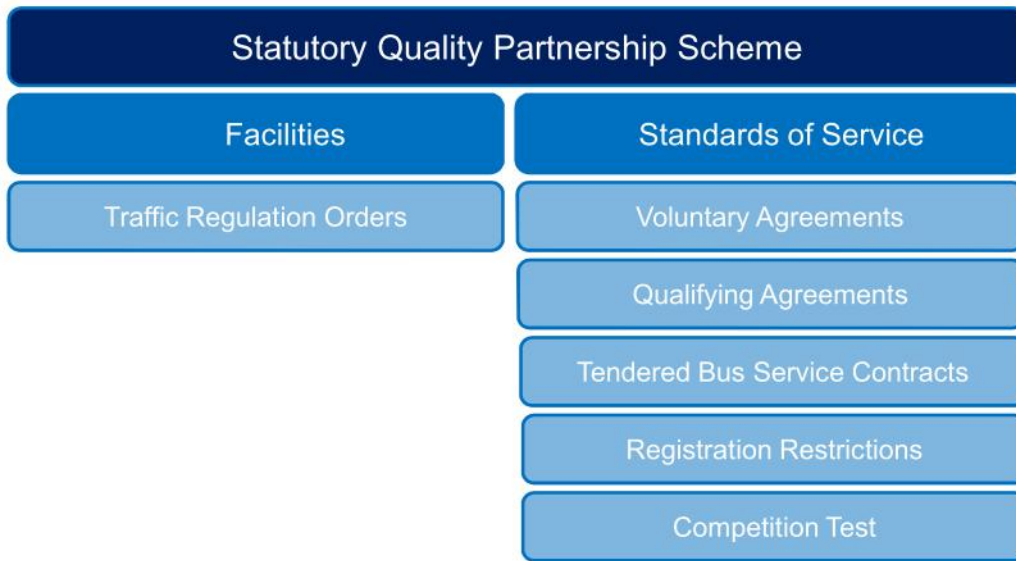 Statutory Quality Partnership Scheme
Facilities
Standards of Service
Traffic Regulation Orders
Voluntary Agreements
Qualifying Agreements
Tendered Bus Service Contracts
Registration Restrictions
Competition Test